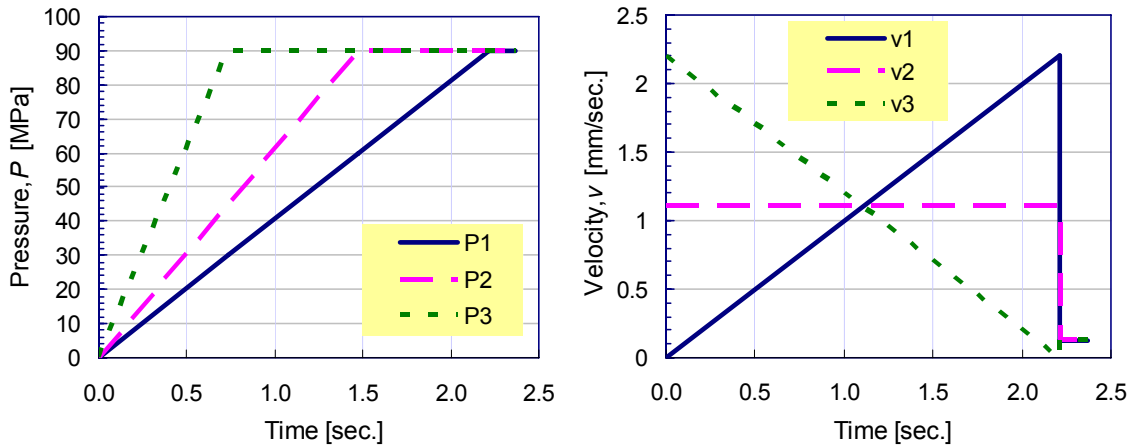 Pressure, P [MPa]
100
90
80
70
60
50
40
30
20
10
0
P1
P2
P3
0.0 0.5 1.0 1.5 2.0 2.5
Time [sec.]
Velocity, v [mm/sec.]
2.5
2
1.5
1
0.5
0
v1
v2
v3
0.0 0.5 1.0 1.5 2.0 2.5
Time [sec.]